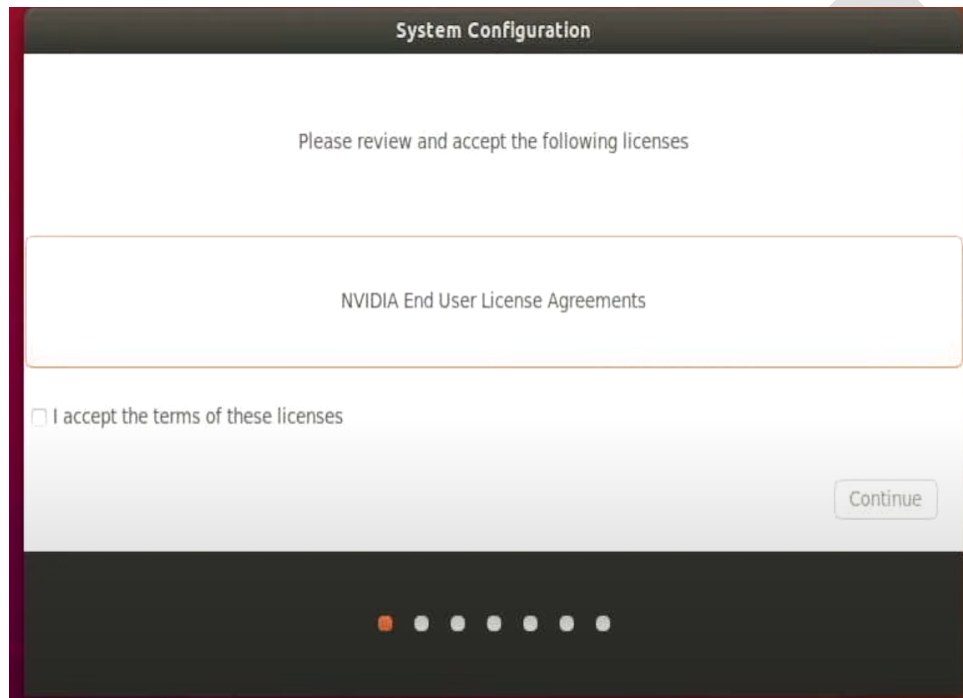 System Configuration
Please review and accept the following licenses
NVIDIA End User License Agreements
I accept the terms of these licenses
Continue